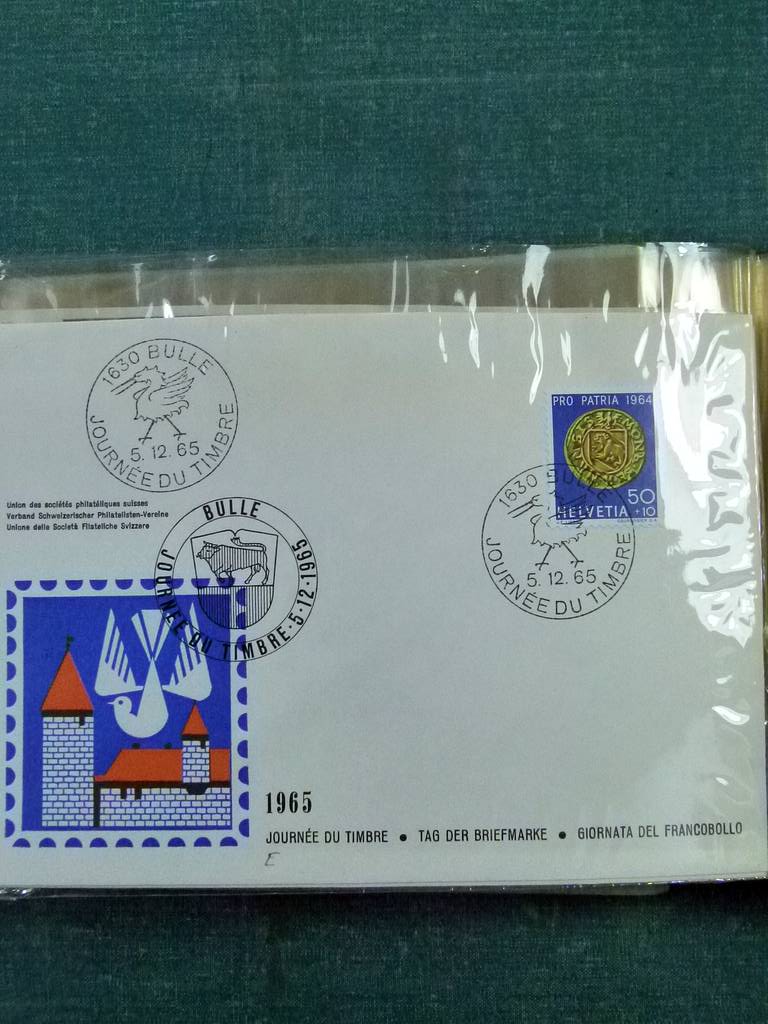 1630 BULLE
5. 12. 65
JOURNÉE DU TIMBRE
PRO PATRIA 1964
50
HELVETIA +10
1630 BULLE
5. 12. 65
JOURNÉE DU TIMBRE
Union des sociétés philatéliques suisses
Verband Schweizerischer Philatelisten-Vereine
Unione delle Società Filateliche Svizzere
BULLE
JOURNÉE DU TIMBRE · 5·12·1965
1965
JOURNÉE DU TIMBRE • TAG DER BRIEFMARKE • GIORNATA DEL FRANCOBOLLO
E